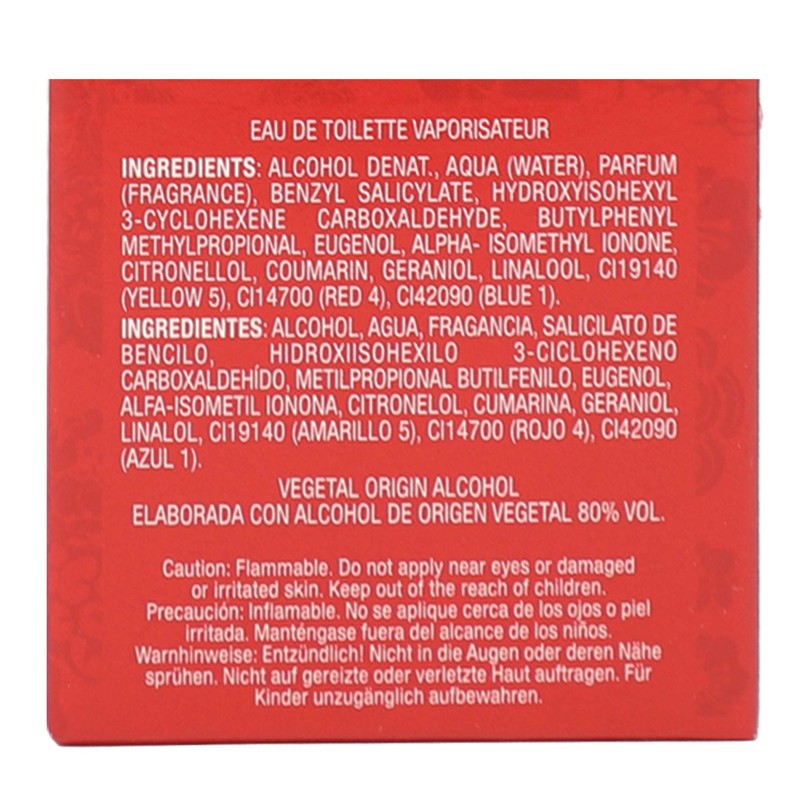 EAU DE TOILETTE VAPORISATEUR
INGREDIENTS: ALCOHOL DENAT., AQUA (WATER), PARFUM
(FRAGRANCE), BENZYL SALICYLATE, HYDROXYISOHEXYL
3-CYCLOHEXENE CARBOXALDEHYDE, BUTYLPHENYL
METHYLPROPIONAL, EUGENOL, ALPHA- ISOMETHYL IONONE,
CITRONELLOL, COUMARIN, GERANIOL, LINALOOL, CI19140
(YELLOW 5), CI14700 (RED 4), CI42090 (BLUE 1).
INGREDIENTES: ALCOHOL, AGUA, FRAGANCIA, SALICILATO DE
BENCILO, HIDROXIISOHEXILO 3-CICLOHEXENO
CARBOXALDEHÍDO, METILPROPIONAL BUTILFENILO, EUGENOL,
ALFA-ISOMETIL IONONA, CITRONELOL, CUMARINA, GERANIOL,
LINALOL, CI19140 (AMARILLO 5), CI14700 (ROJO 4), CI42090
(AZUL 1).
VEGETAL ORIGIN ALCOHOL
ELABORADA CON ALCOHOL DE ORIGEN VEGETAL 80% VOL.
Caution: Flammable. Do not apply near eyes or damaged
or irritated skin. Keep out of the reach of children.
Precaución: Inflamable. No se aplique cerca de los ojos o piel
irritada. Manténgase fuera del alcance de los niños.
Warnhinweise: Entzündlich! Nicht in die Augen oder deren Nähe
sprühen. Nicht auf gereizte oder verletzte Haut auftragen. Für
Kinder unzugänglich aufbewahren.